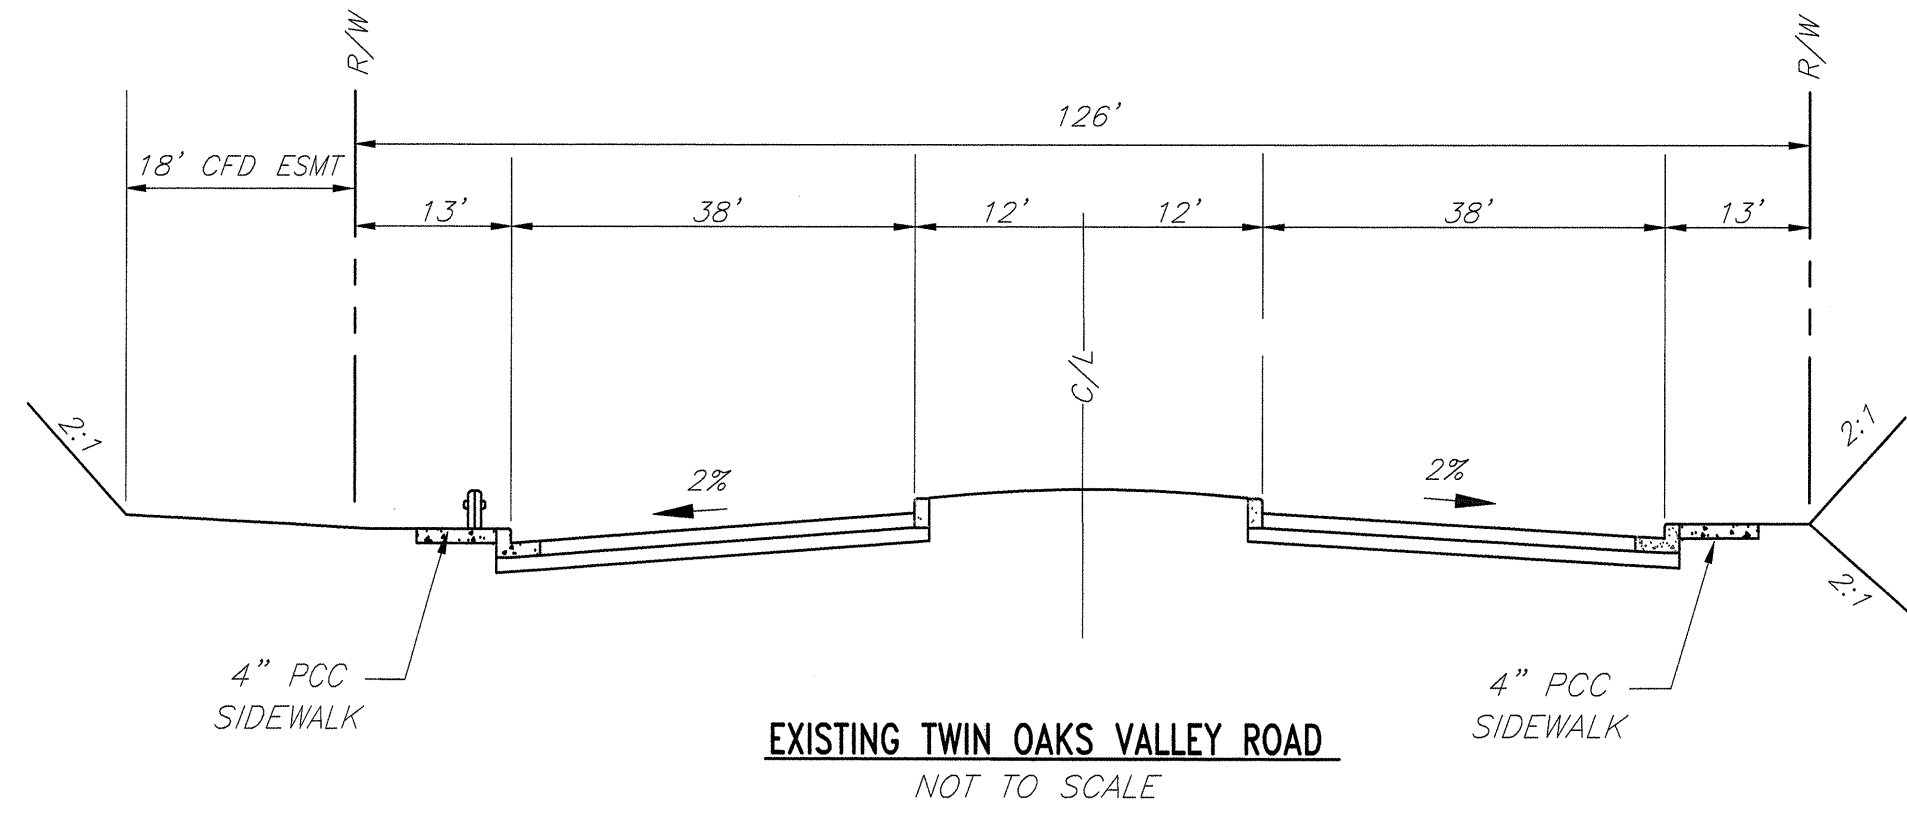 R/W
R/W
126'
18' CFD ESMT
13'
38'
12'
12'
38'
13'
C/L
2:1
2%
2%
2:1
2:1
4" PCC
SIDEWALK
4" PCC
SIDEWALK
EXISTING TWIN OAKS VALLEY ROAD
NOT TO SCALE